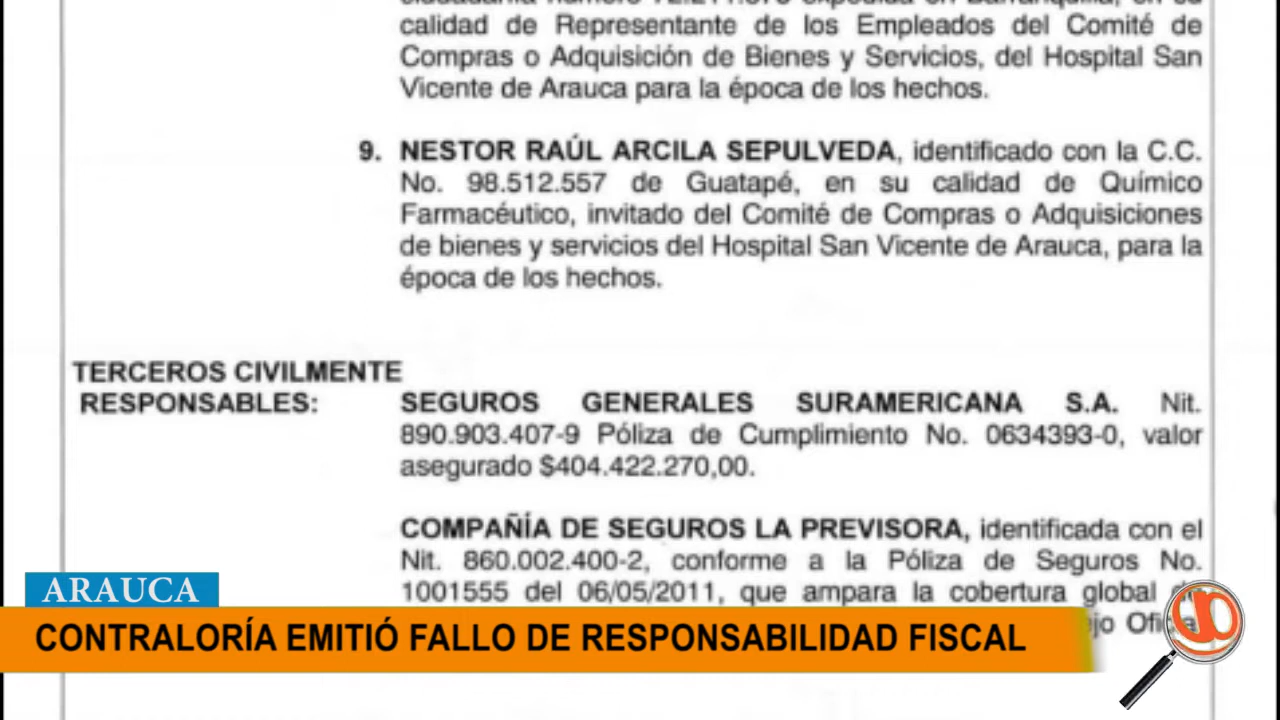 calidad de Representante de los Empleados del Comité de
Compras o Adquisición de Bienes y Servicios, del Hospital San
Vicente de Arauca para la época de los hechos.
9. NESTOR RAÚL ARCILA SEPULVEDA, identificado con la C.C.
No. 98.512.557 de Guatapé, en su calidad de Químico
Farmacéutico, invitado del Comité de Compras o Adquisiciones
de bienes y servicios del Hospital San Vicente de Arauca, para la
época de los hechos.
TERCEROS CIVILMENTE
RESPONSABLES: SEGUROS GENERALES SURAMERICANA S.A. Nit.
890.903.407-9 Póliza de Cumplimiento No. 0634393-0, valor
asegurado $404.422.270,00.
COMPAÑÍA DE SEGUROS LA PREVISORA, identificada con el
Nit. 860.002.400-2, conforme a la Póliza de Seguros No.
1001555 del 06/05/2011, que ampara la cobertura global
ARAUCA
CONTRALORÍA EMITIÓ FALLO DE RESPONSABILIDAD FISCAL